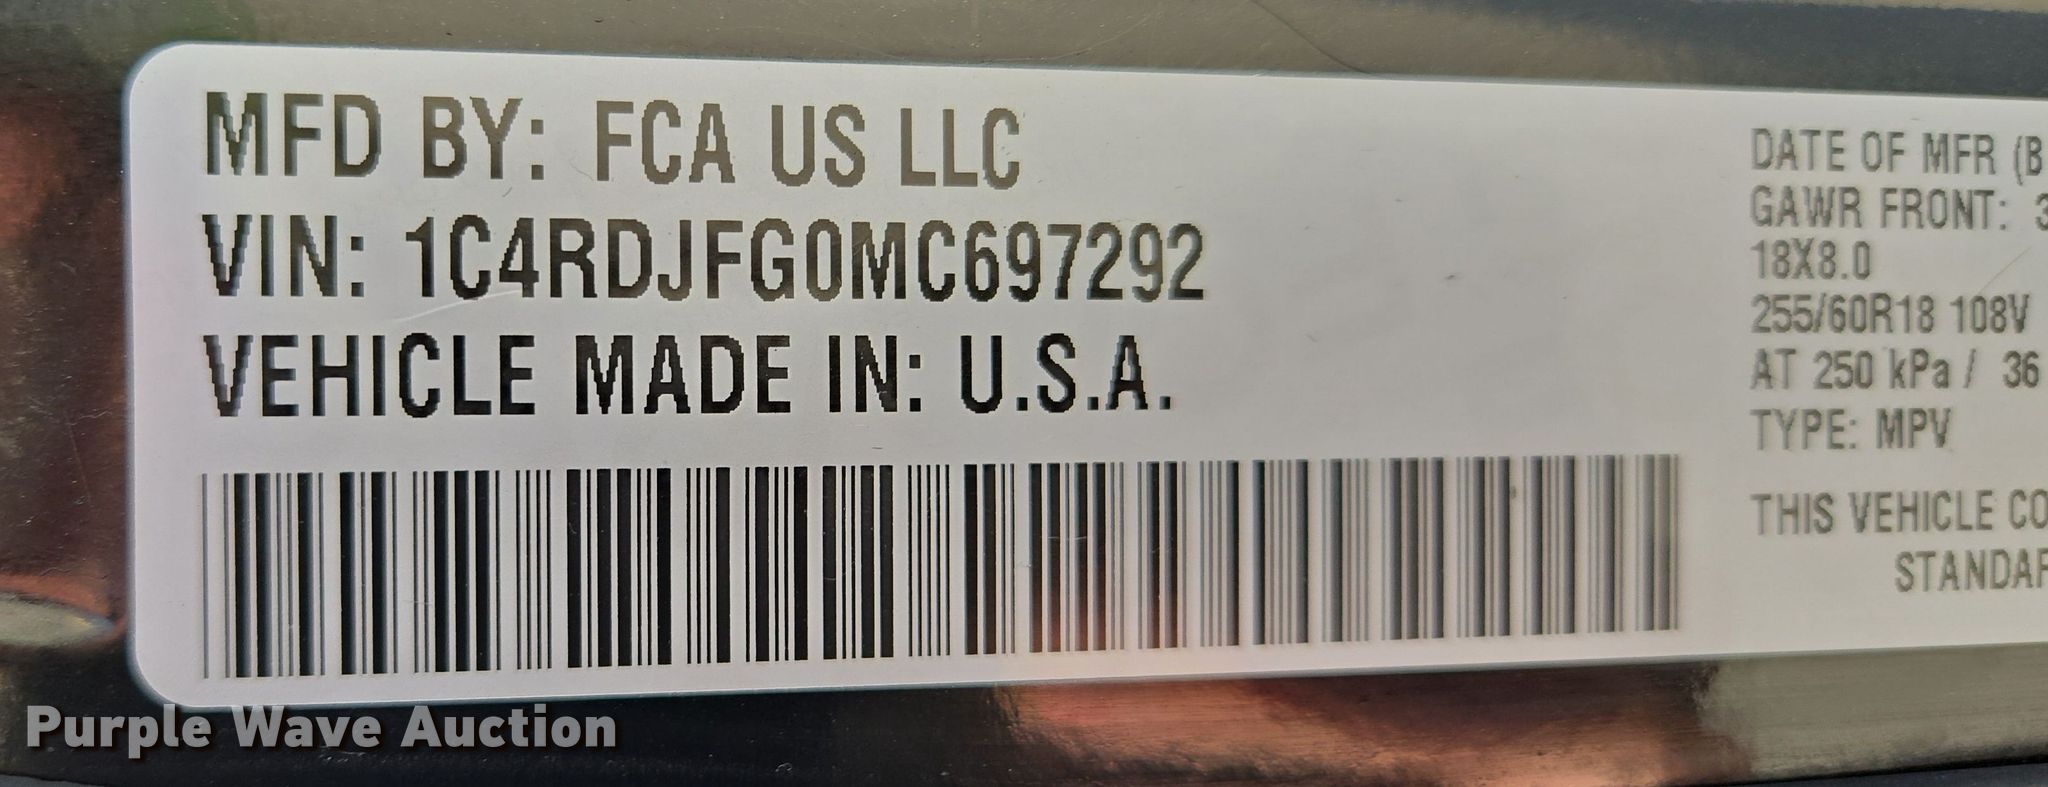 MFD BY: FCA US LLC
VIN: 1C4RDJFG0MC697292
VEHICLE MADE IN: U.S.A.
DATE OF MFR (B
GAWR FRONT: 3
18X8.0
255/60R18 108V
AT 250 kPa / 36
TYPE: MPV
THIS VEHICLE CO
STANDAR
Purple Wave Auction